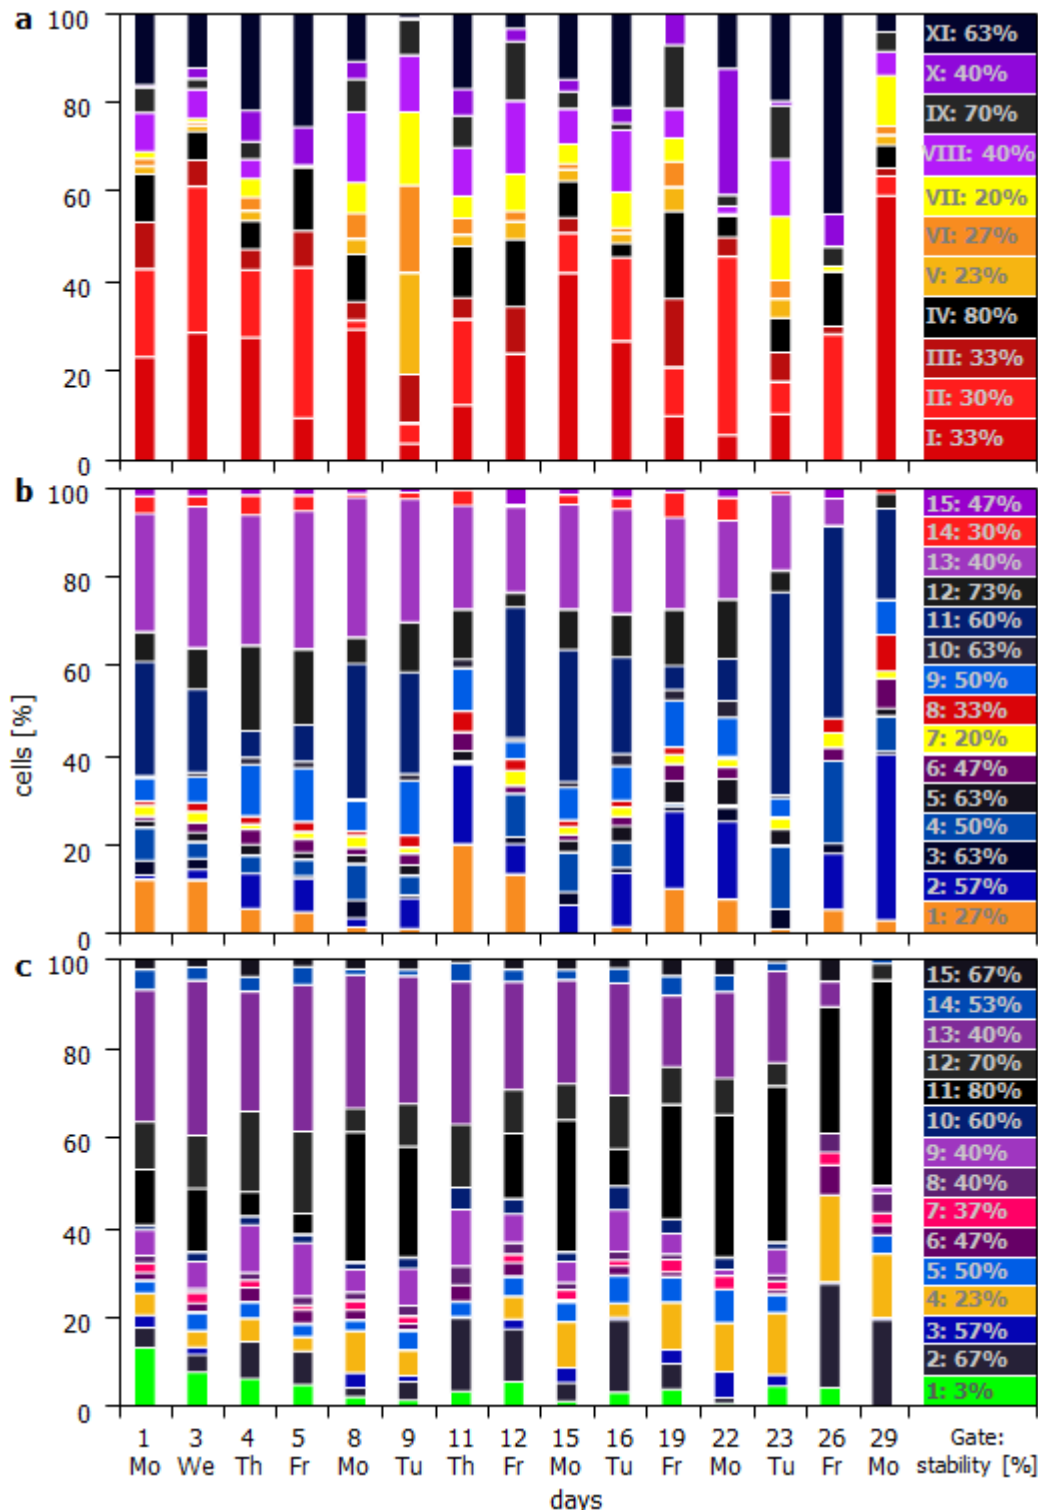 a
100
80
60
40
20
0
XI: 63%
X: 40%
IX: 70%
VIII: 40%
VII: 20%
VI: 27%
V: 23%
IV: 80%
III: 33%
II: 30%
I: 33%
b
100
80
60
40
20
0
cells [%]
15: 47%
14: 30%
13: 40%
12: 73%
11: 60%
10: 63%
9: 50%
8: 33%
7: 20%
6: 47%
5: 63%
4: 50%
3: 63%
2: 57%
1: 27%
c
100
80
60
40
20
0
15: 67%
14: 53%
13: 40%
12: 70%
11: 80%
10: 60%
9: 40%
8: 40%
7: 37%
6: 47%
5: 50%
4: 23%
3: 57%
2: 67%
1: 3%
1 3 4 5 8 9 11 12 15 16 19 22 23 26 29 Gate:
Mo We Th Fr Mo Tu Th Fr Mo Tu Fr Mo Tu Fr Mo stability [%]
days